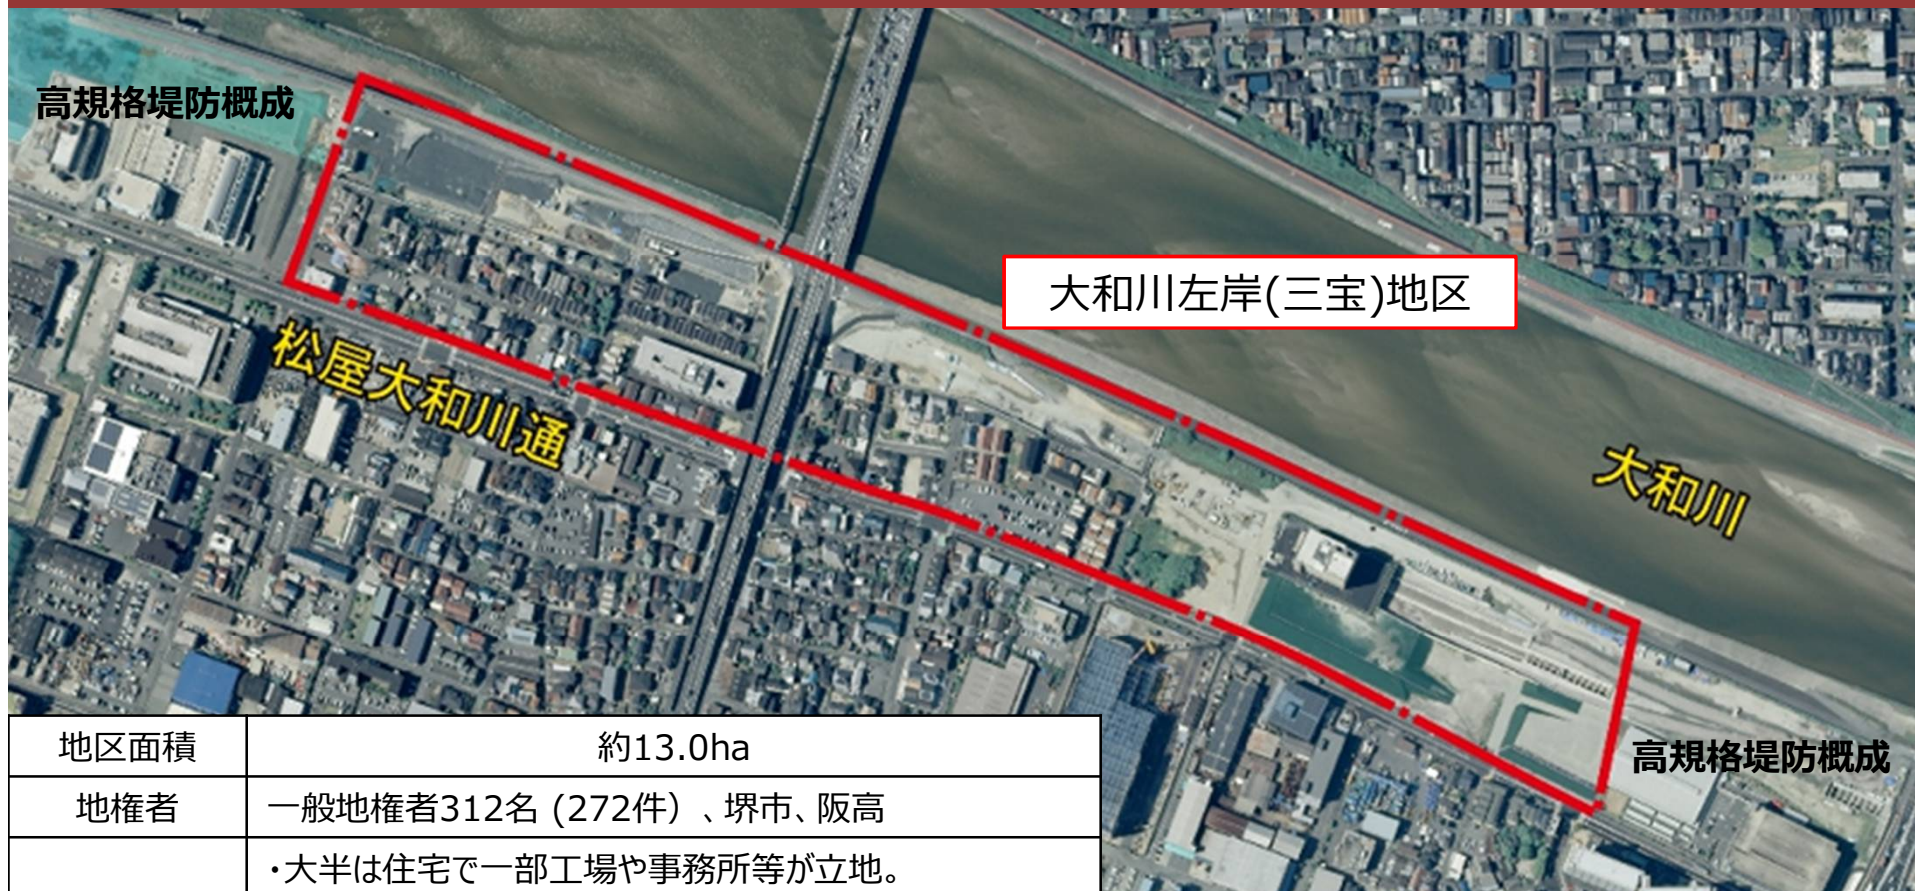 高規格堤防概成
大和川左岸(三宝)地区
松屋大和川通
大和川
高規格堤防概成
地区面積 約13.0ha
地権者 一般地権者312名 (272件）、堺市、阪高
・大半は住宅で一部工場や事務所等が立地。